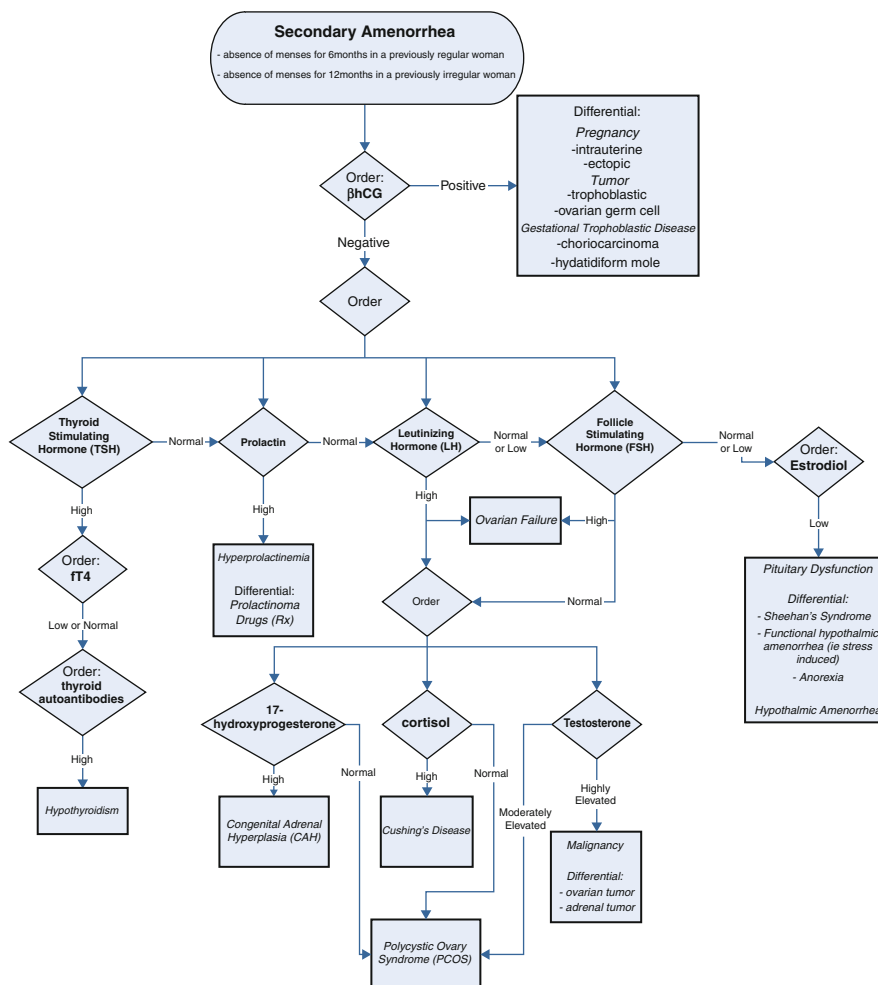 Secondary Amenorrhea
- absence of menses for 6months in a previously regular woman
- absence of menses for 12months in a previously irregular woman
Differential:
Pregnancy
-intrauterine
-ectopic
Tumor
-trophoblastic
-ovarian germ cell
Gestational Trophoblastic Disease
-choriocarcinoma
-hydatidiform mole
Order:
βhCG
Positive
Negative
Order
Thyroid
Stimulating
Hormone (TSH)
Normal
Prolactin
Normal
Leutinizing
Hormone (LH)
Normal
or Low
Follicle
Stimulating
Hormone (FSH)
Normal
or Low
Order:
Estrodiol
High
High
High
Ovarian Failure
High
Low
Order:
fT4
Hyperprolactinemia
Differential:
Prolactinoma
Drugs (Rx)
Order
Normal
Pituitary Dysfunction
Differential:
- Sheehan's Syndrome
- Functional hypothalmic
amenorrhea (ie stress
induced)
- Anorexia
Hypothalmic Amenorrhea
Low or Normal
Order:
thyroid
autoantibodies
17-
hydroxyprogesterone
cortisol
Testosterone
High
High
Normal
High
Normal
Moderately
Elevated
Highly
Elevated
Hypothyroidism
Congenital Adrenal
Hyperplasia (CAH)
Cushing's Disease
Malignancy
Differential:
- ovarian tumor
- adrenal tumor
Polycystic Ovary
Syndrome (PCOS)